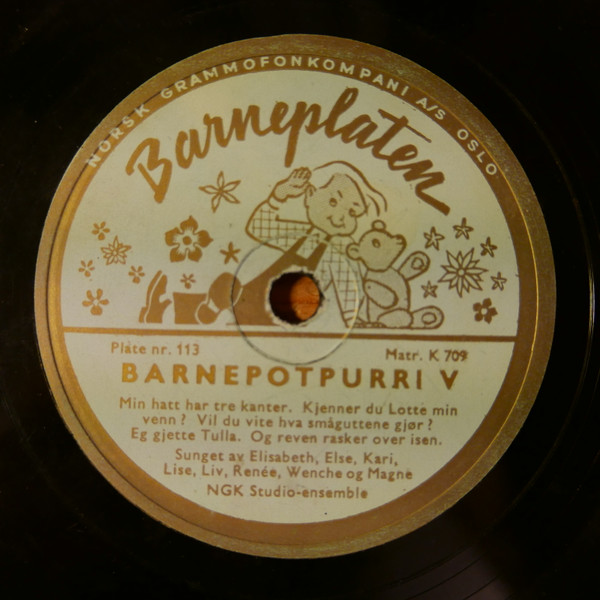 NORSK GRAMMOFONKOMPANI A/S OSLO
Barneplaten
Plate nr. 113 Matr. K 709
BARNEPOTPURRI V
Min hatt har tre kanter. Kjenner du Lotte min
venn? Vil du vite hva småguttene gjør?
Eg gjette Tulla. Og reven rasker over isen.
Sunget av Elisabeth, Else, Kari,
Lise, Liv, Renée, Wenche og Magne
NGK Studio-ensemble